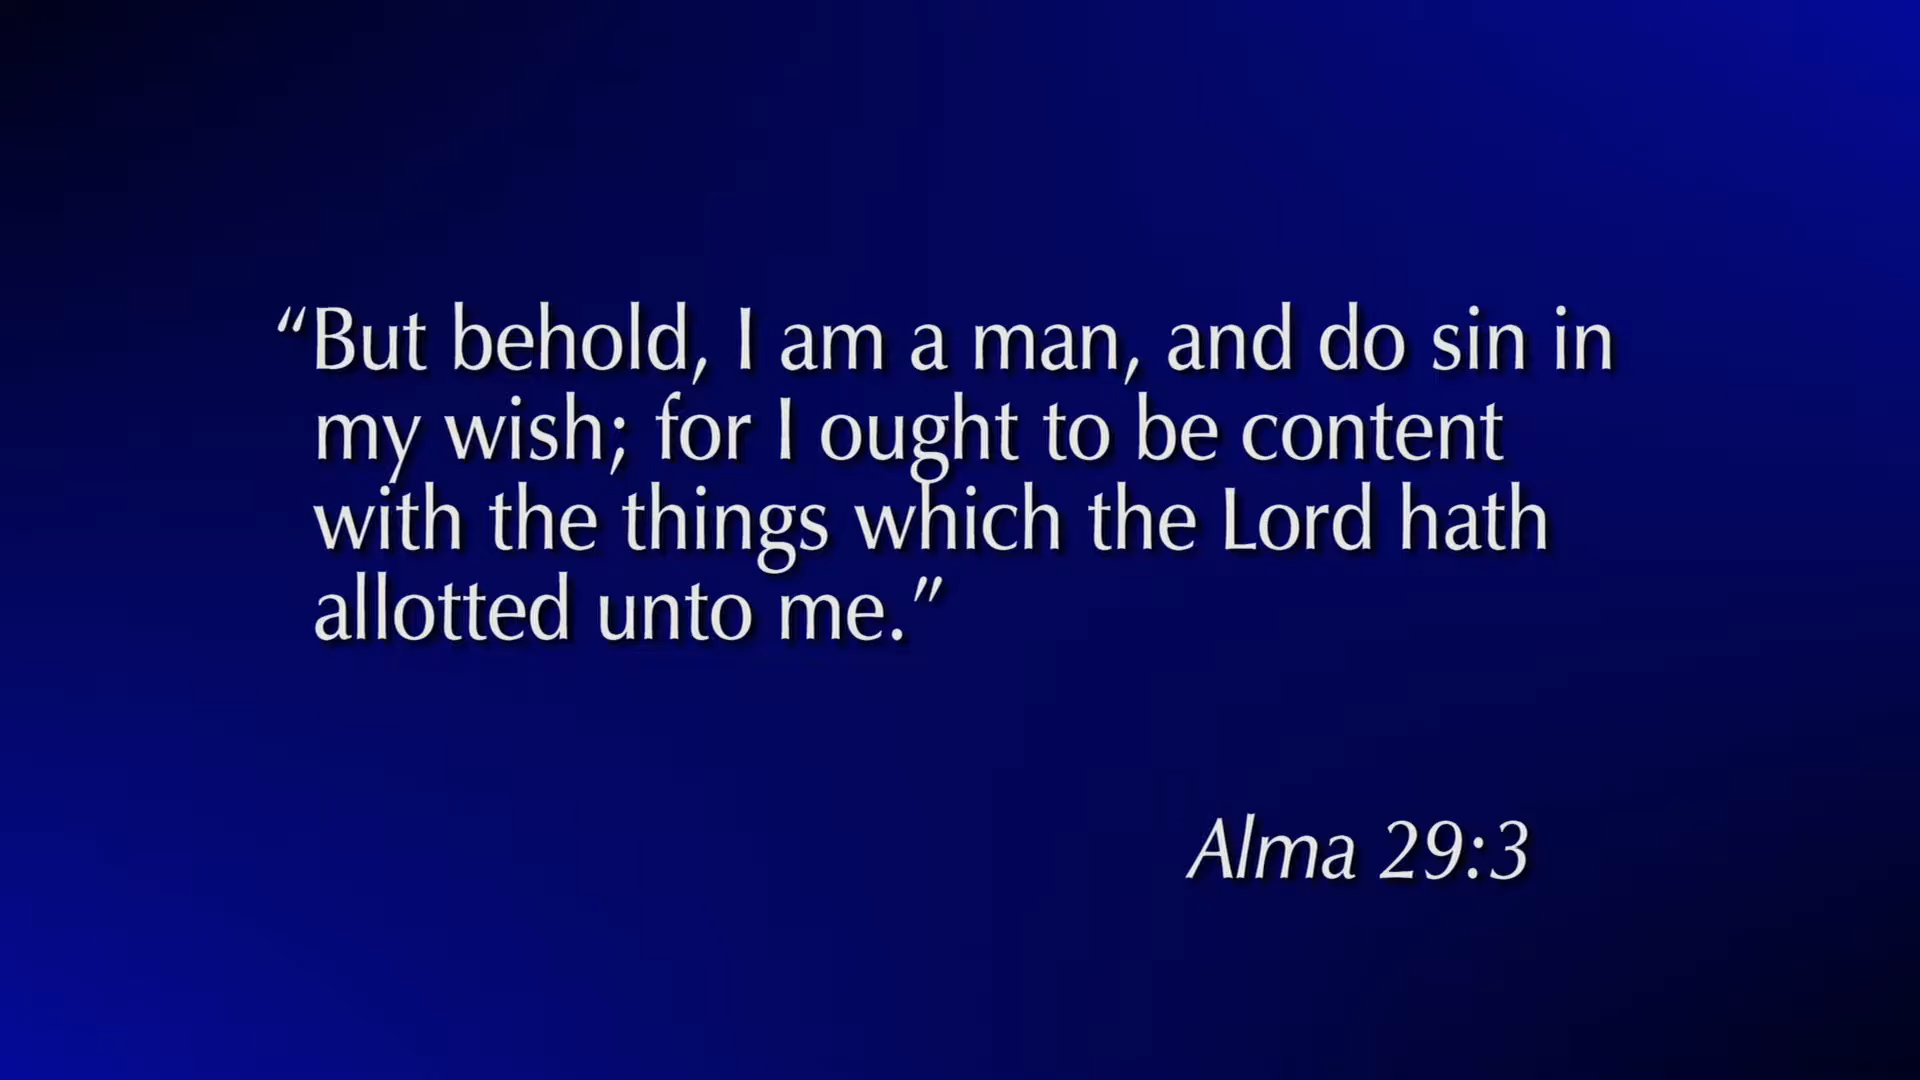 “But behold, I am a man, and do sin in
my wish; for I ought to be content
with the things which the Lord hath
allotted unto me.”
Alma 29:3